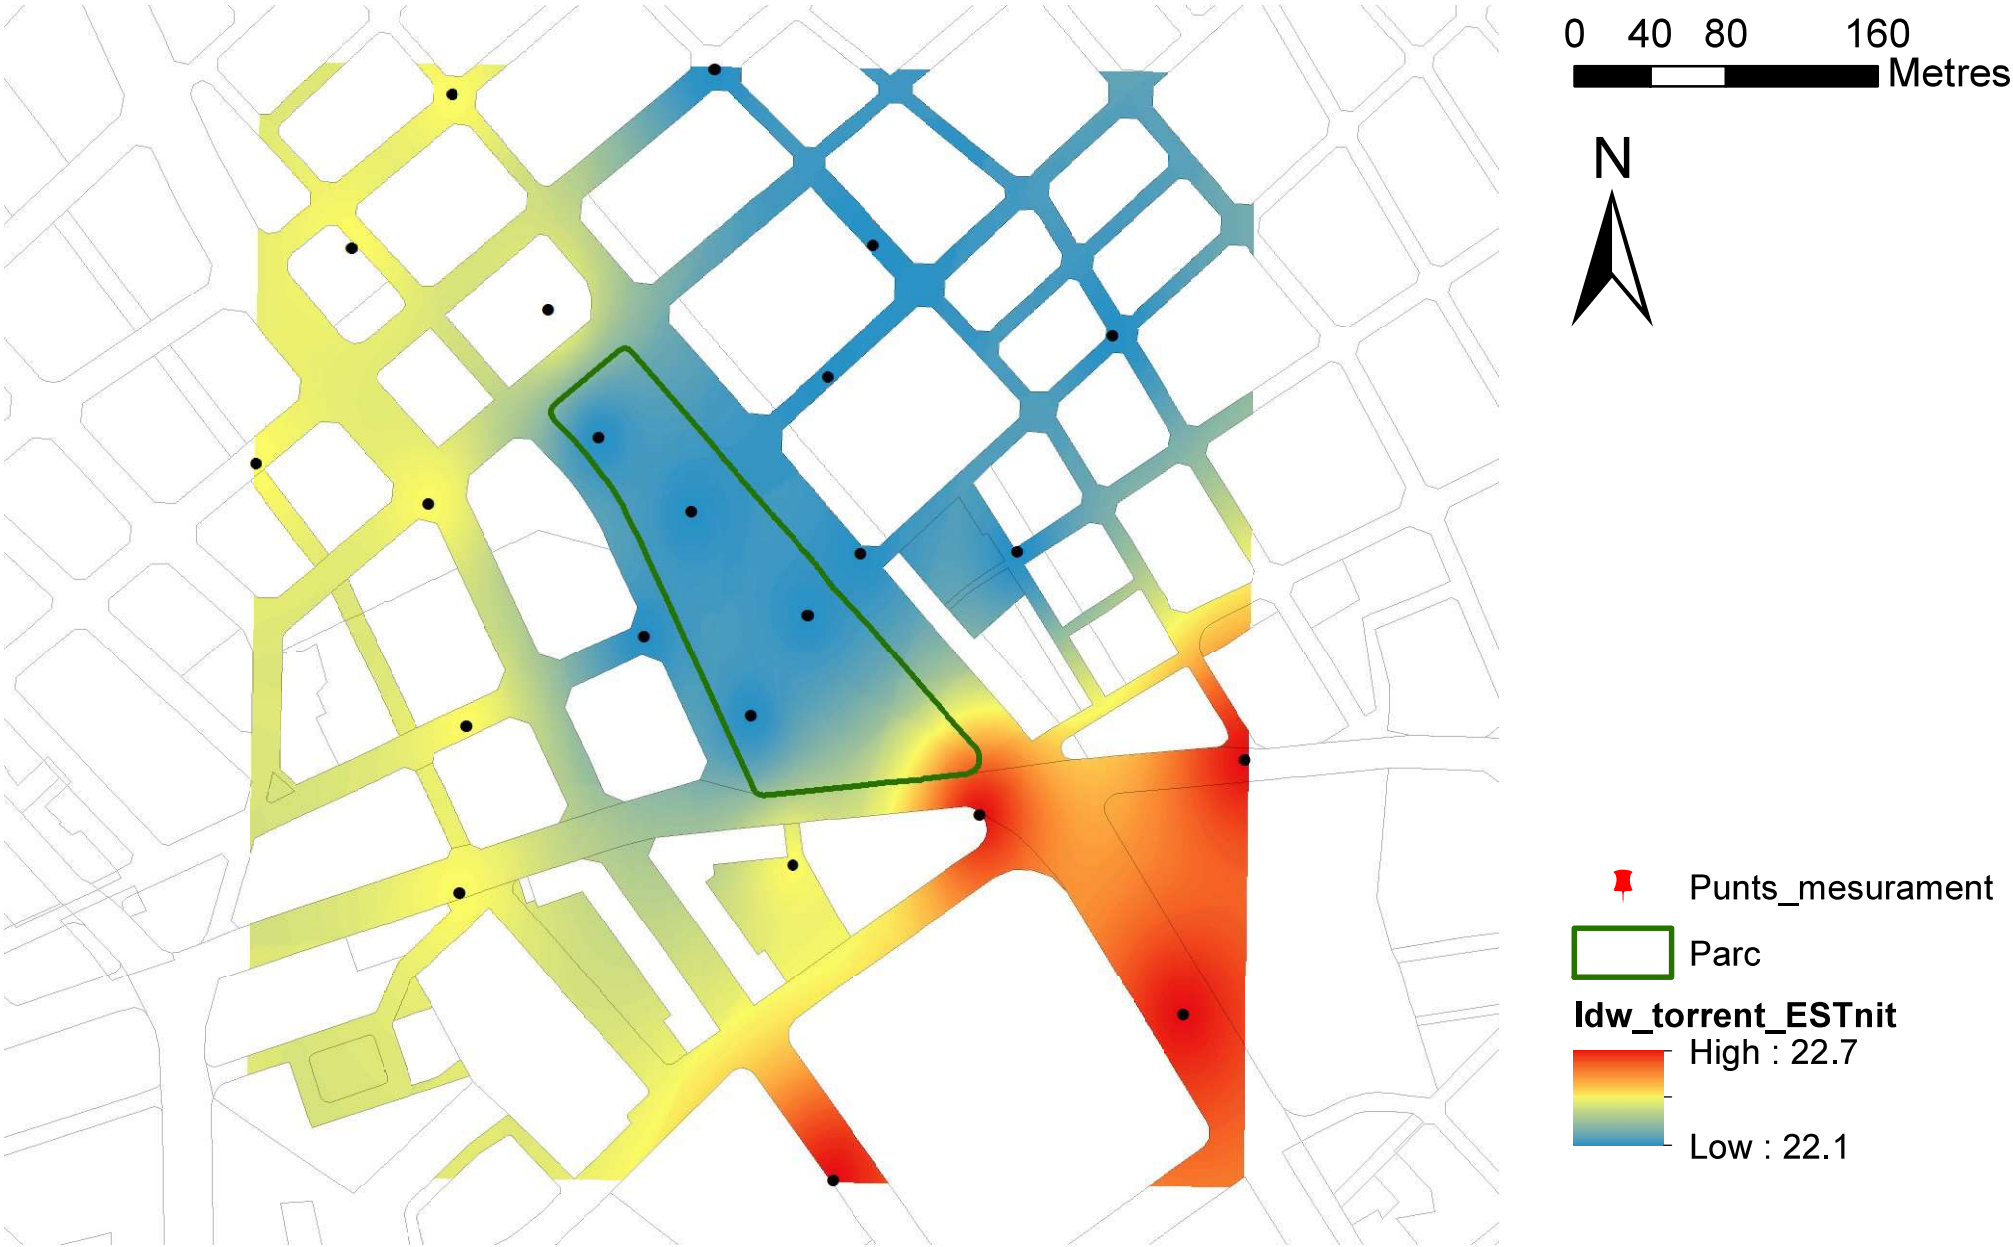 0 40 80 160
Metres
N
Punts_mesurament
Parc
Idw_torrent_ESTnit
High : 22.7
Low : 22.1